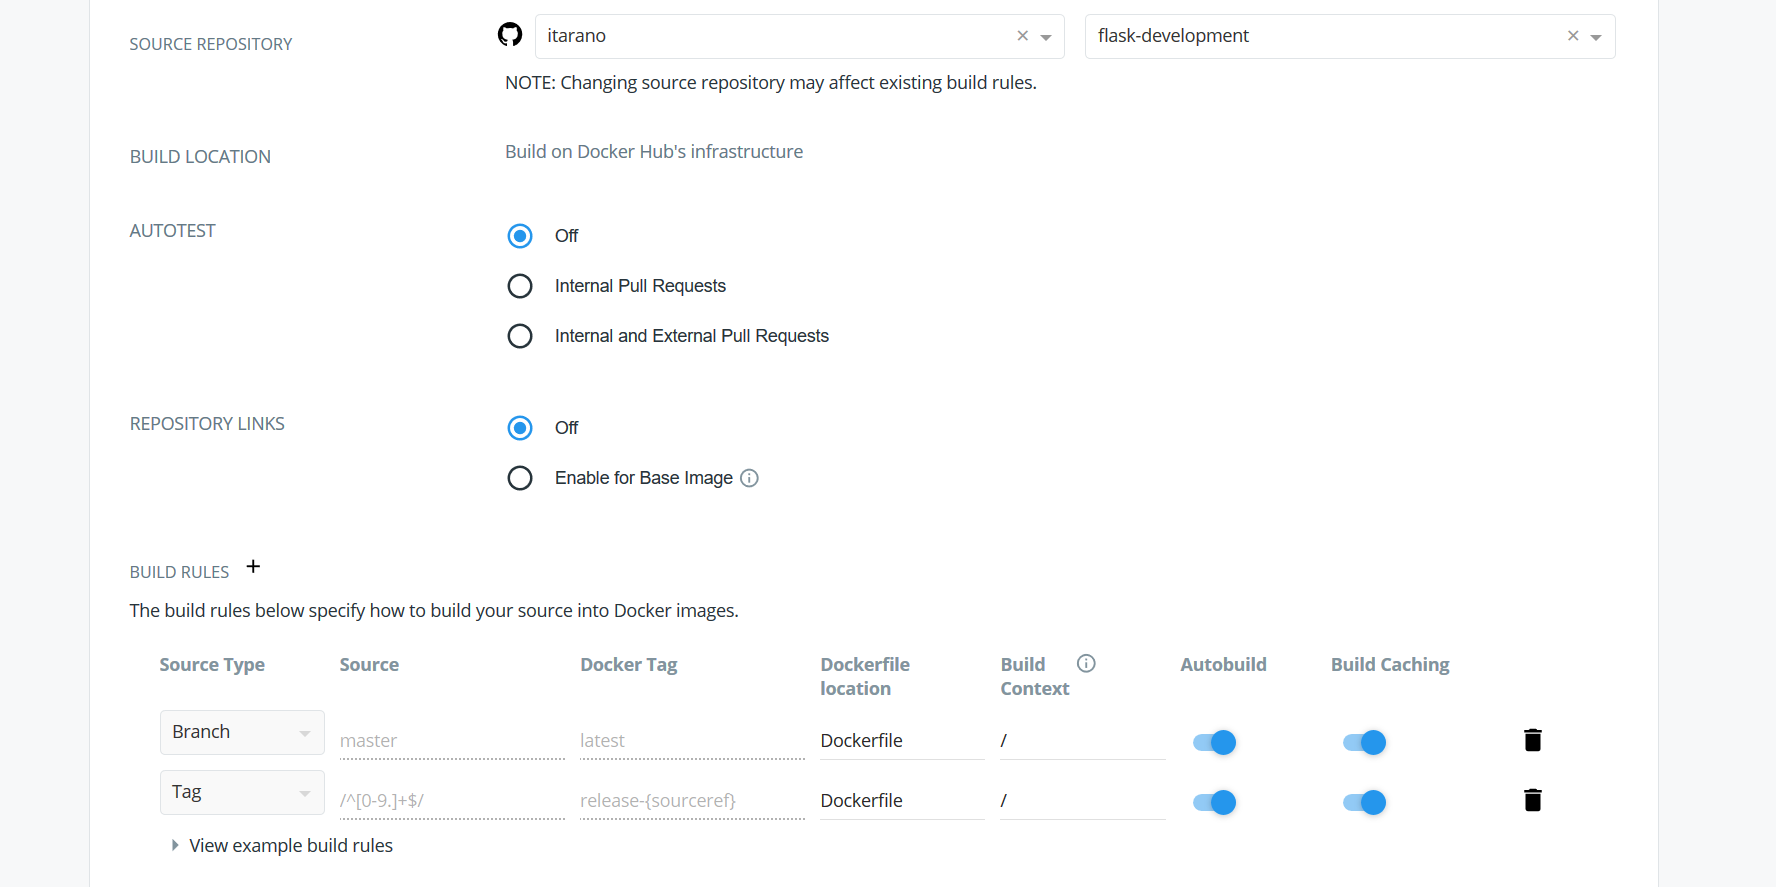 SOURCE REPOSITORY
itarano
flask-development
NOTE: Changing source repository may affect existing build rules.
BUILD LOCATION
Build on Docker Hub's infrastructure
AUTOTEST
Off
Internal Pull Requests
Internal and External Pull Requests
REPOSITORY LINKS
Off
Enable for Base Image
BUILD RULES +
The build rules below specify how to build your source into Docker images.
Source Type Source Docker Tag Dockerfile location Build Context Autobuild Build Caching
Branch master latest Dockerfile /
Tag /^[0-9.]+$/ release-{sourceref} Dockerfile /
View example build rules